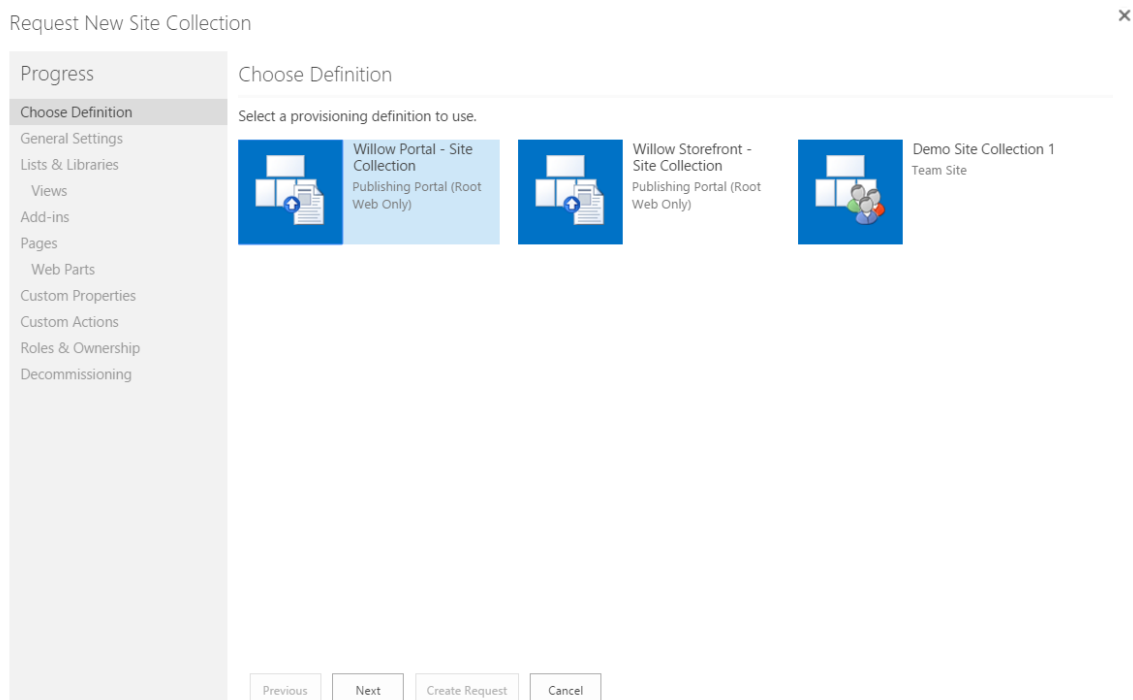 Request New Site Collection
Progress
Choose Definition
General Settings
Lists & Libraries
Views
Add-ins
Pages
Web Parts
Custom Properties
Custom Actions
Roles & Ownership
Decommissioning
Choose Definition
Select a provisioning definition to use.
Willow Portal - Site
Collection
Publishing Portal (Root
Web Only)
Willow Storefront -
Site Collection
Publishing Portal (Root
Web Only)
Demo Site Collection 1
Team Site
Previous
Next
Create Request
Cancel